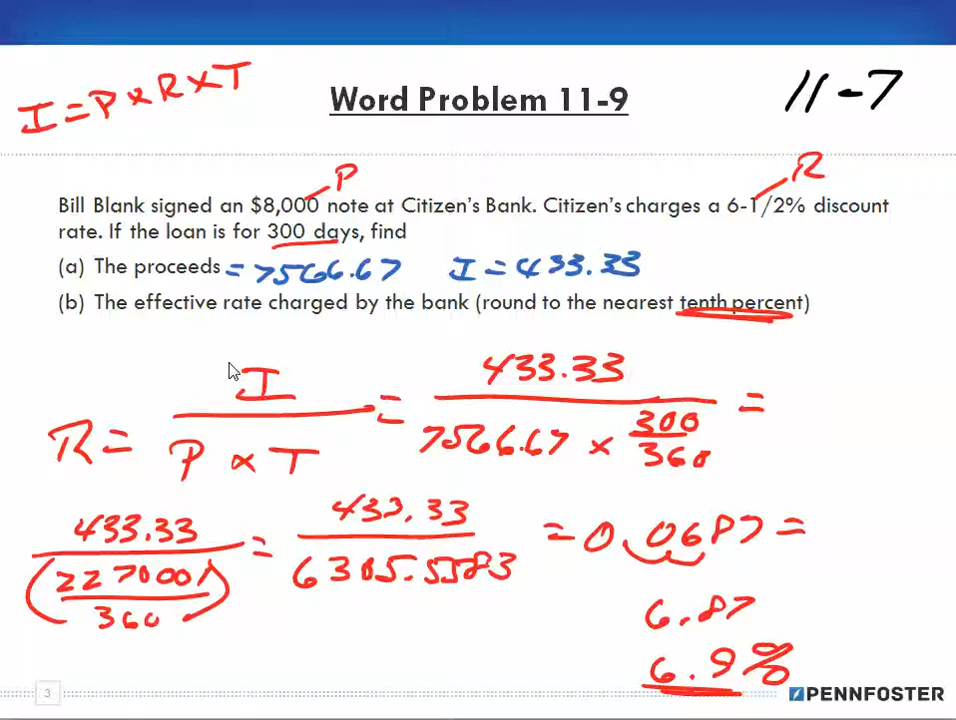 I = P × R × T
Word Problem 11-9
11-7
P
R
Bill Blank signed an $8,000 note at Citizen's Bank. Citizen's charges a 6-1/2% discount
rate. If the loan is for 300 days, find
(a) The proceeds = 7566.67 I = 433.33
(b) The effective rate charged by the bank (round to the nearest tenth percent)
I
R = =
P × T
433.33
=
7566.67 ×
300
360
433.33
=
2270001
360
433.33
6305.5583
= 0.0687 =
6.87
6.9%
3
PENNFOSTER